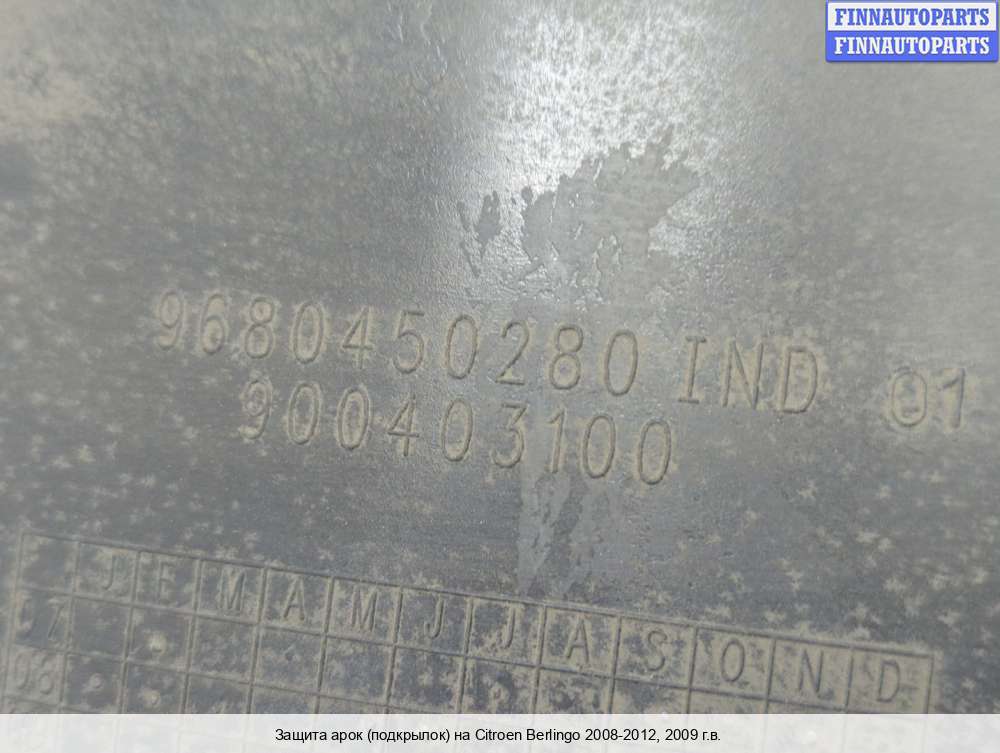 FINNAUTOPARTS
FINNAUTOPARTS
9680450280 IND 01
900403100
J F M A M J J A S O N D
07
08
Защита арок (подкрылок) на Citroen Berlingo 2008-2012, 2009 г.в.